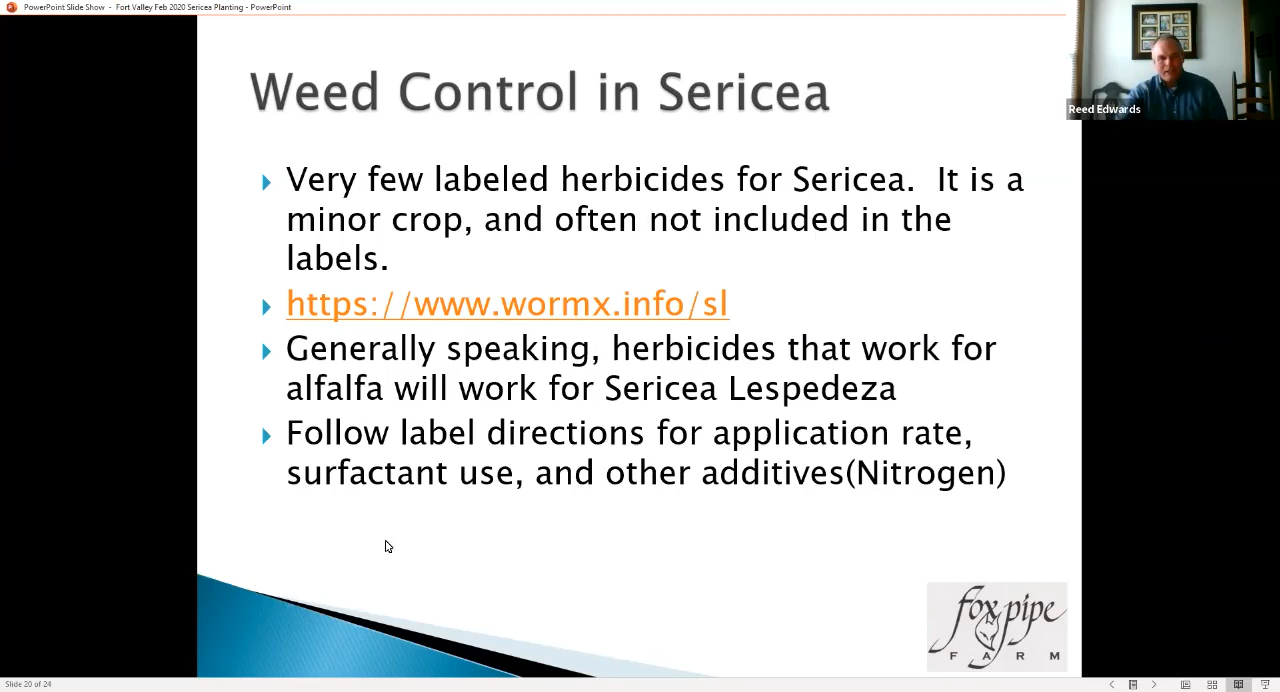 PowerPoint Slide Show - Fort Valley Feb 2020 Sericea Planting - PowerPoint
Reed Edwards
Weed Control in Sericea
Very few labeled herbicides for Sericea. It is a
minor crop, and often not included in the
labels.
https://www.wormx.info/sl
Generally speaking, herbicides that work for
alfalfa will work for Sericea Lespedeza
Follow label directions for application rate,
surfactant use, and other additives(Nitrogen)
fox pipe
FARM
Slide 20 of 24